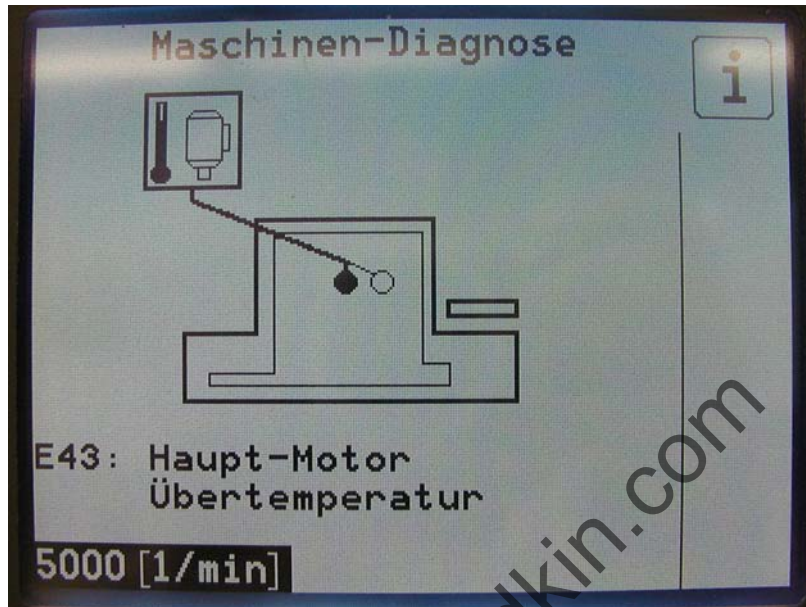 Maschinen-Diagnose
i
E43: Haupt-Motor
Übertemperatur
5000 [1/min]